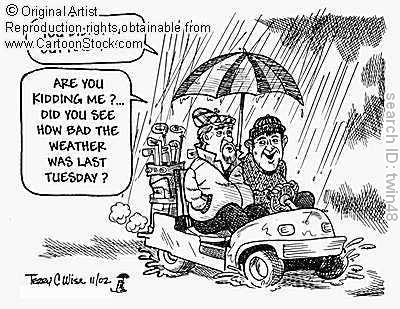 © Original Artist
Reproduction rights obtainable from
www.CartoonStock.com
ARE YOU
KIDDING ME?...
DID YOU SEE
HOW BAD THE
WEATHER
WAS LAST
TUESDAY?
search ID: twin48
Terry C Wise 11/02